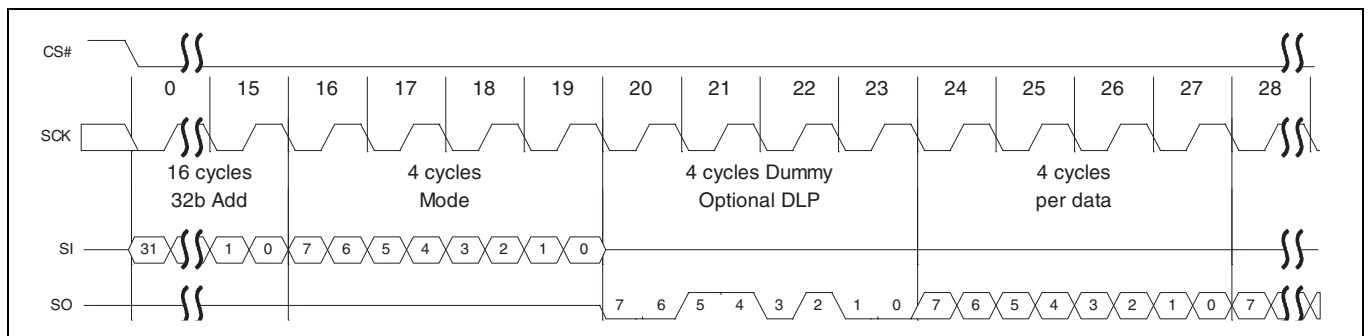 CS#
0 15 16 17 18 19 20 21 22 23 24 25 26 27 28
SCK
16 cycles 4 cycles 4 cycles Dummy 4 cycles
32b Add Mode Optional DLP per data
SI 31 1 0 7 6 5 4 3 2 1 0
SO 7 6 5 4 3 2 1 0 7 6 5 4 3 2 1 0 7